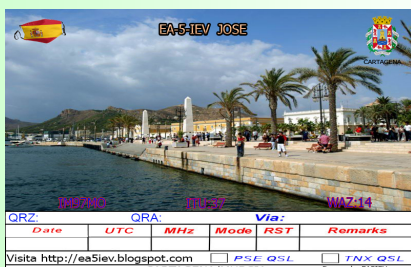 EA-5-IEV JOSE
CARTAGENA
ITU:37 WAZ:14
QRZ: QRA: Via:
Date UTC MHz Mode RST Remarks
Visita http://ea5iev.blogspot.com PSE QSL TNX QSL